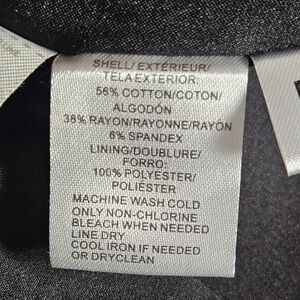 SHELL/EXTÉRIEUR/
TELA EXTERIOR:
56% COTTON/COTON/
ALGODÓN
38% RAYON/RAYONNE/RAYÓN
6% SPANDEX
LINING/DOUBLURE/
FORRO:
100% POLYESTER/
POLIÉSTER
MACHINE WASH COLD
ONLY NON-CHLORINE
BLEACH WHEN NEEDED
LINE DRY
COOL IRON IF NEEDED
OR DRYCLEAN